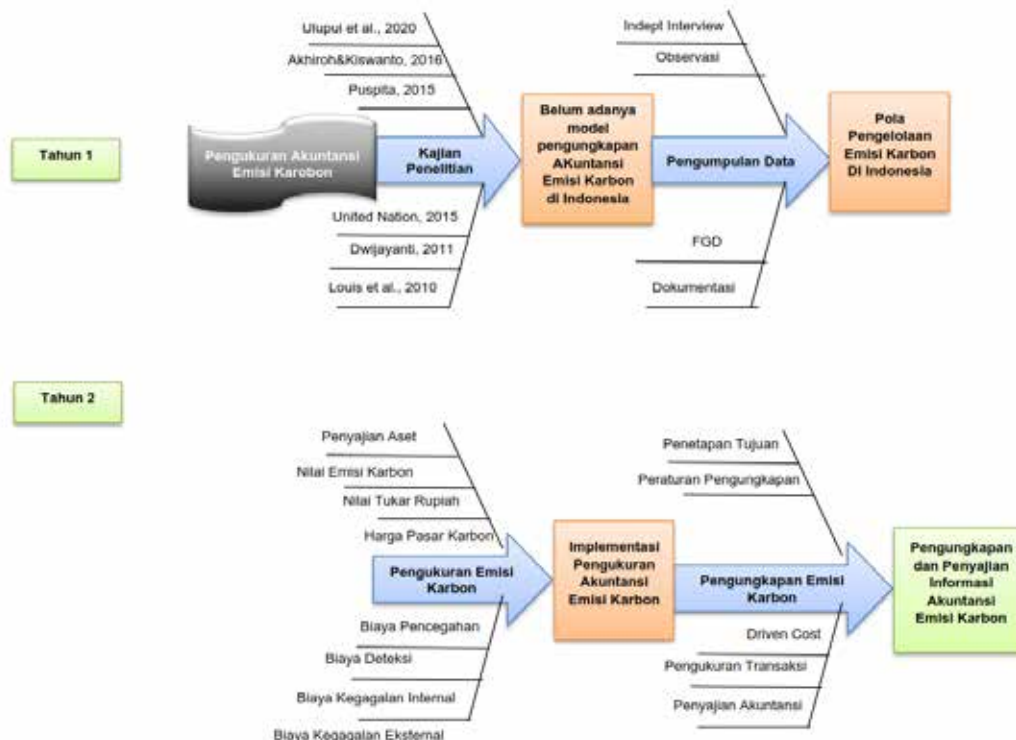 Ulupui et al., 2020
Akhiroh&Kiswanto, 2016
Puspita, 2015
Indept Interview
Observasi
Tahun 1
Pengukuran Akuntansi
Emisi Karobon
Kajian
Penelitian
Belum adanya
model
pengungkapan
AKuntansi
Emisi Karbon
di Indonesia
Pengumpulan Data
Pola
Pengelolaan
Emisi Karbon
DI Indonesia
United Nation, 2015
Dwijayanti, 2011
Louis et al., 2010
FGD
Dokumentasi
Tahun 2
Penyajian Aset
Nilai Emisi Karbon
Nilai Tukar Rupiah
Harga Pasar Karbon
Penetapan Tujuan
Peraturan Pengungkapan
Pengukuran Emisi
Karbon
Implementasi
Pengukuran
Akuntansi
Emisi Karbon
Pengungkapan Emisi
Karbon
Pengungkapan
dan Penyajian
Informasi
Akuntansi
Emisi Karbon
Biaya Pencegahan
Biaya Deteksi
Biaya Kegagalan Internal
Biaya Kegagalan Eksternal
Driven Cost
Pengukuran Transaksi
Penyajian Akuntansi